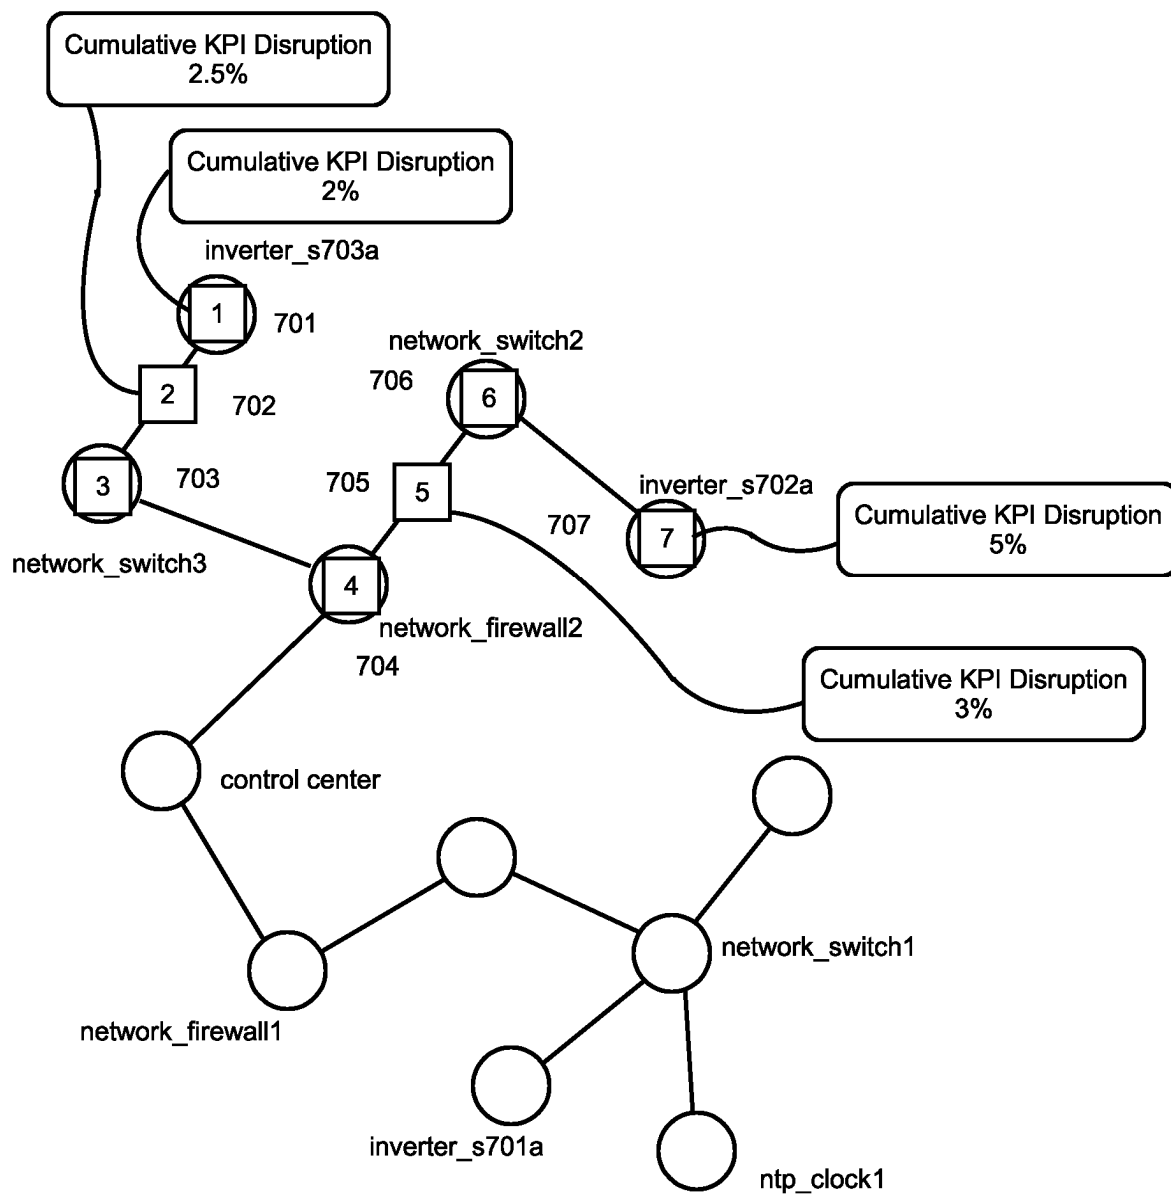 Cumulative KPI Disruption
2.5%
Cumulative KPI Disruption
2%
inverter_s703a
1
701
network_switch2
706
6
2
702
705
5
3
703
inverter_s702a
707
7
Cumulative KPI Disruption
5%
network_switch3
4
network_firewall2
704
Cumulative KPI Disruption
3%
control center
network_switch1
network_firewall1
inverter_s701a
ntp_clock1